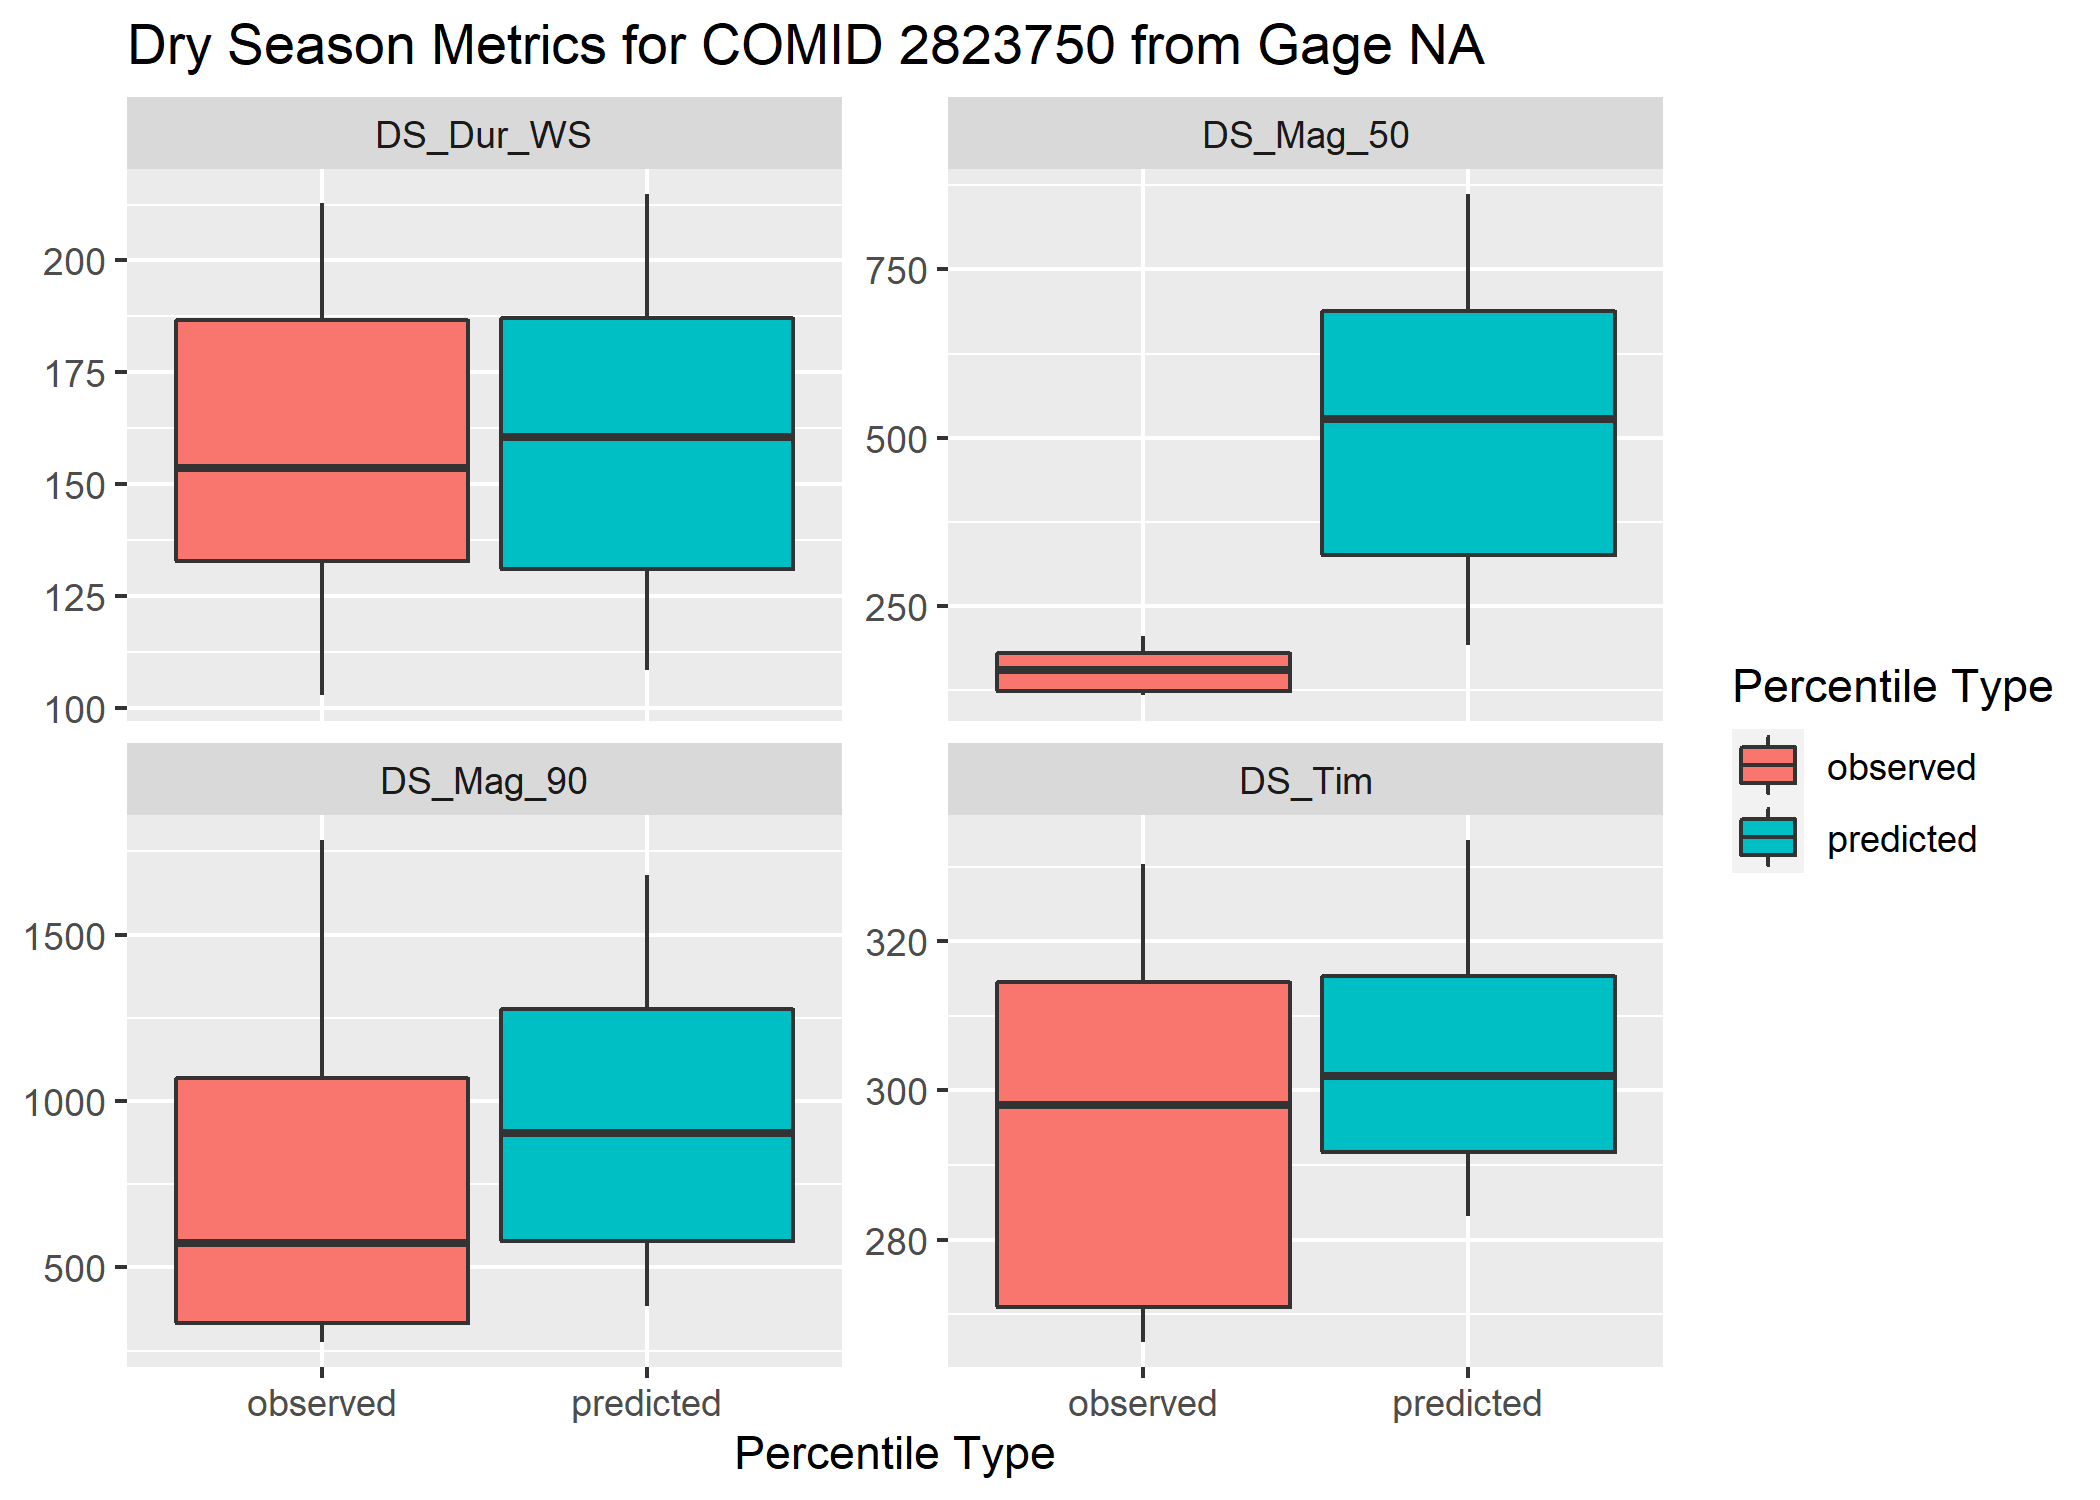 Dry Season Metrics for COMID 2823750 from Gage NA
DS_Dur_WS
DS_Mag_50
200
175
150
125
100
750
500
250
DS_Mag_90
DS_Tim
1500
1000
500
320
300
280
observed
predicted
observed
predicted
Percentile Type
Percentile Type
observed
predicted